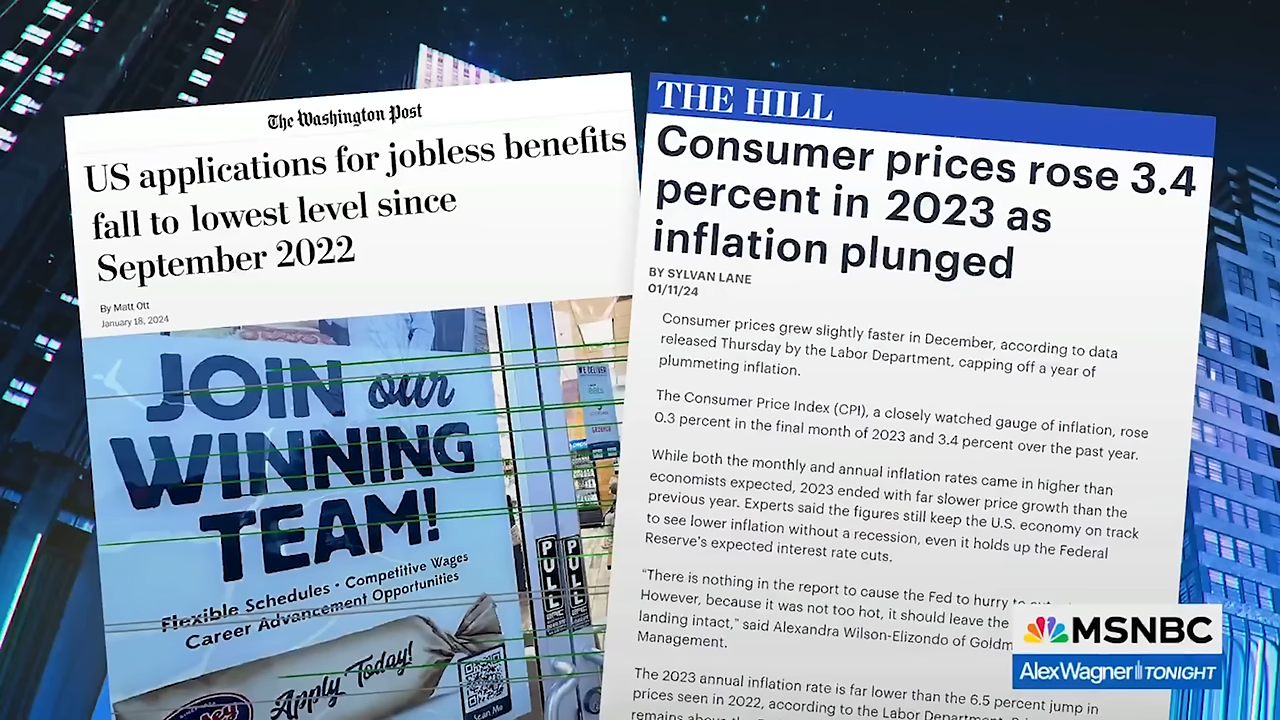 The Washington Post
US applications for jobless benefits
fall to lowest level since
September 2022
By Matt Ott
January 18, 2024
JOIN our
WINNING
TEAM!
Flexible Schedules • Competitive Wages
Career Advancement Opportunities
Apply Today!
Scan Me
WE DELIVER
PULL
PULL
THE HILL
Consumer prices rose 3.4
percent in 2023 as
inflation plunged
BY SYLVAN LANE
01/11/24
Consumer prices grew slightly faster in December, according to data
released Thursday by the Labor Department, capping off a year of
plummeting inflation.
The Consumer Price Index (CPI), a closely watched gauge of inflation, rose
0.3 percent in the final month of 2023 and 3.4 percent over the past year.
While both the monthly and annual inflation rates came in higher than
economists expected, 2023 ended with far slower price growth than the
previous year. Experts said the figures still keep the U.S. economy on track
to see lower inflation without a recession, even it holds up the Federal
Reserve's expected interest rate cuts.
"There is nothing in the report to cause the Fed to hurry to
However, because it was not too hot, it should leave the
landing intact," said Alexandra Wilson-Elizondo of Goldm
Management.
The 2023 annual inflation rate is far lower than the 6.5 percent jump in
prices seen in 2022, according to the Labor Department.
remains above the
MSNBC
AlexWagner TONIGHT